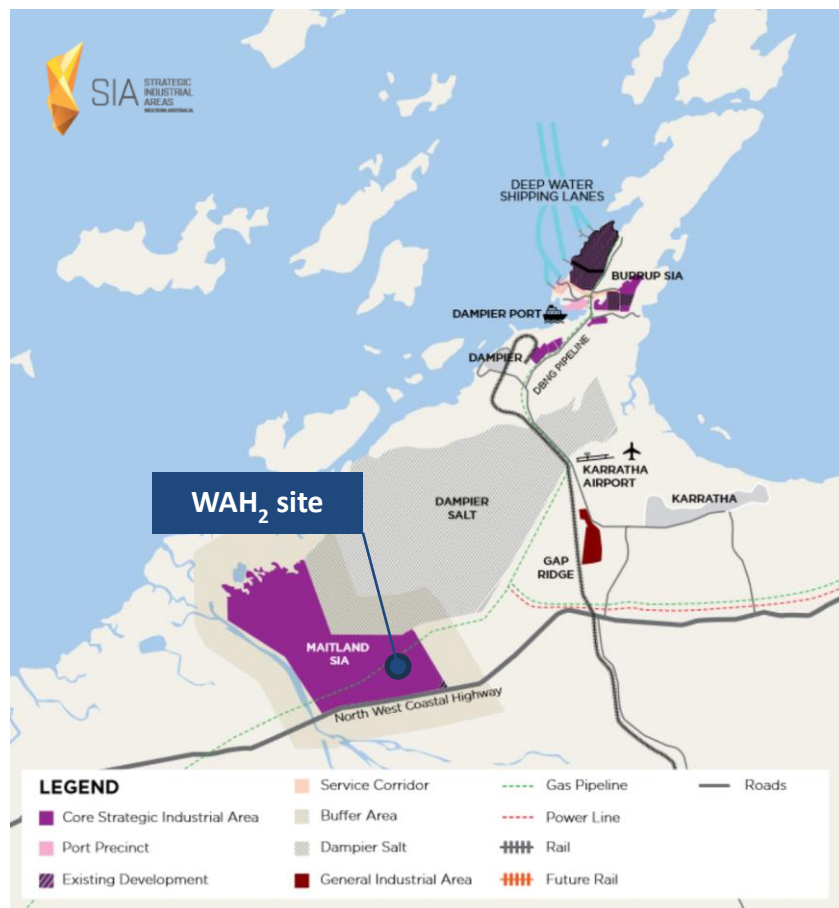 SIA
STRATEGIC
INDUSTRIAL
AREAS
WESTERN AUSTRALIA
DEEP WATER
SHIPPING LANES
BURRUP SIA
DAMPIER PORT
DAMPIER
DBNG PIPELINE
KARRATHA
AIRPORT
KARRATHA
DAMPIER
SALT
WAH₂ site
GAP
RIDGE
MAITLAND
SIA
North West Coastal Highway
LEGEND
Core Strategic Industrial Area
Port Precinct
Existing Development
Service Corridor
Buffer Area
Dampier Salt
General Industrial Area
Gas Pipeline
Power Line
Rail
Future Rail
Roads